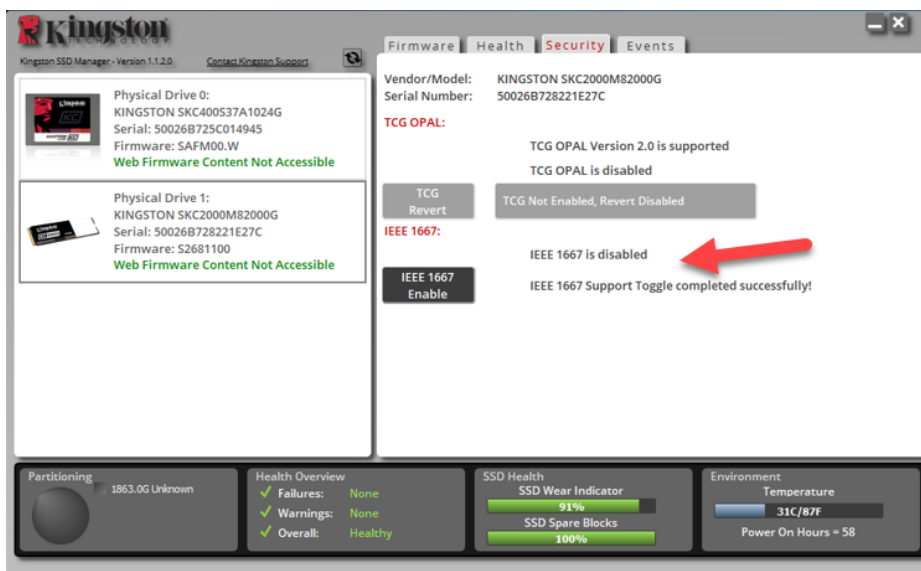 Kingston
TECHNOLOGY
Kingston SSD Manager - Version 1.1.2.0 Contact Kingston Support
Physical Drive 0:
KINGSTON SKC400S37A1024G
Serial: 50026B725C014945
Firmware: SAFM00.W
Web Firmware Content Not Accessible
Physical Drive 1:
KINGSTON SKC2000M82000G
Serial: 50026B728221E27C
Firmware: S2681100
Web Firmware Content Not Accessible
Firmware Health Security Events
Vendor/Model: KINGSTON SKC2000M82000G
Serial Number: 50026B728221E27C
TCG OPAL:
TCG OPAL Version 2.0 is supported
TCG OPAL is disabled
TCG
Revert
TCG Not Enabled, Revert Disabled
IEEE 1667:
IEEE 1667 is disabled
IEEE 1667
Enable
IEEE 1667 Support Toggle completed successfully!
Partitioning
1863.0G Unknown
Health Overview
Failures: None
Warnings: None
Overall: Healthy
SSD Health
SSD Wear Indicator
91%
SSD Spare Blocks
100%
Environment
Temperature
31C/87F
Power On Hours = 58